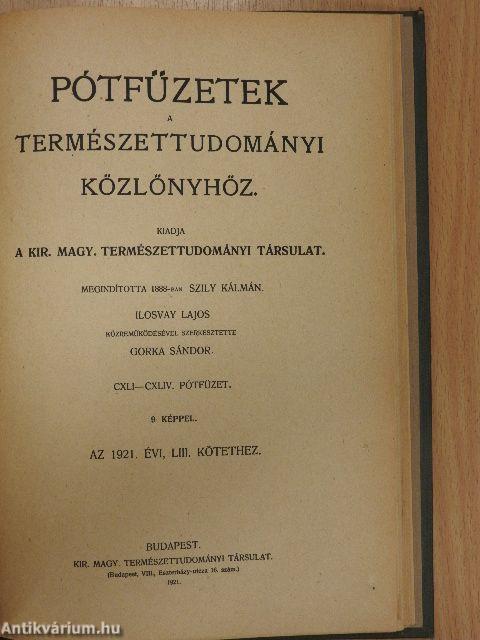 PÓTFŰZETEK
A
TERMÉSZETTUDOMÁNYI
KÖZLÖNYHÖZ.
KIADJA
A KIR. MAGY. TERMÉSZETTUDOMÁNYI TÁRSULAT.
MEGINDÍTOTTA 1888-BAN SZILY KÁLMÁN.
ILOSVAY LAJOS
KÖZREMŰKÖDÉSÉVEL SZERKESZTETTE
GORKA SÁNDOR.
CXLI—CXLIV. PÓTFŰZET.
9 KÉPPEL.
AZ 1921. ÉVI, LIII. KÖTETHEZ.
BUDAPEST.
KIR. MAGY. TERMÉSZETTUDOMÁNYI TÁRSULAT.
(Budapest, VIII., Eszterházy-utcza 16. szám.)
1921.
Antikvárium.hu